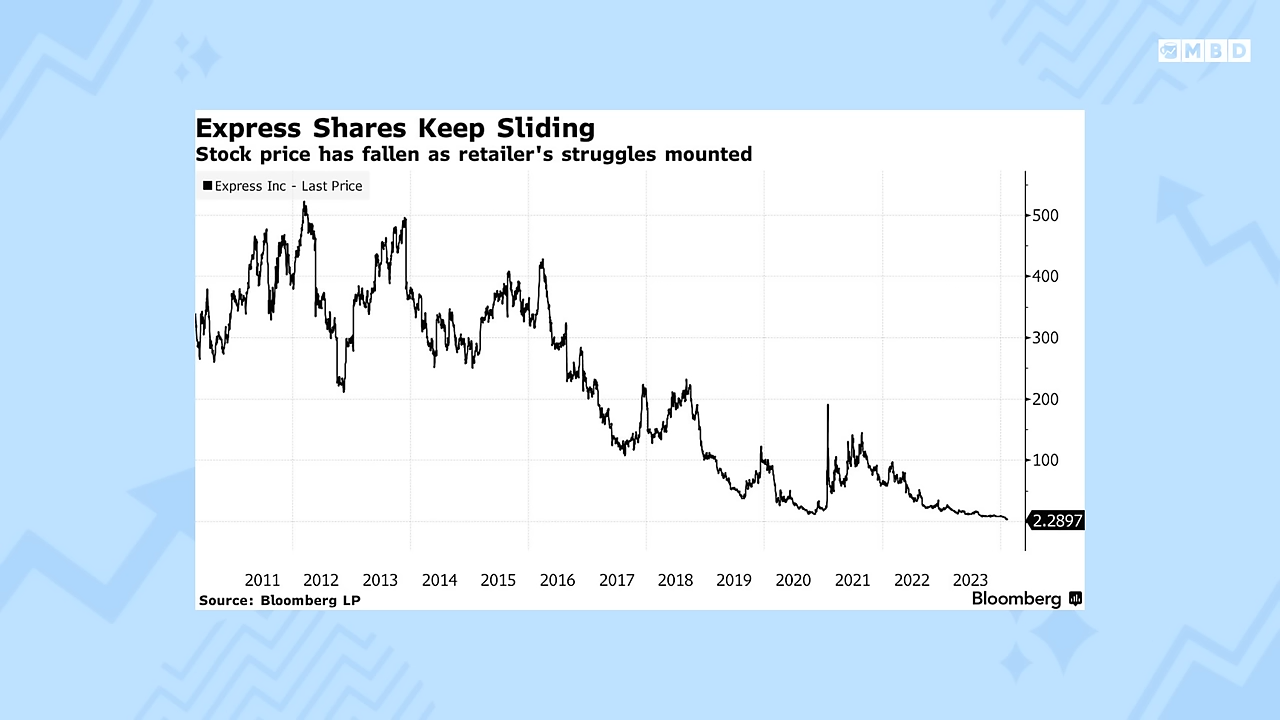 MBD
Express Shares Keep Sliding
Stock price has fallen as retailer's struggles mounted
Express Inc - Last Price
500
400
300
200
100
2.2897
2011 2012 2013 2014 2015 2016 2017 2018 2019 2020 2021 2022 2023
Source: Bloomberg LP
Bloomberg